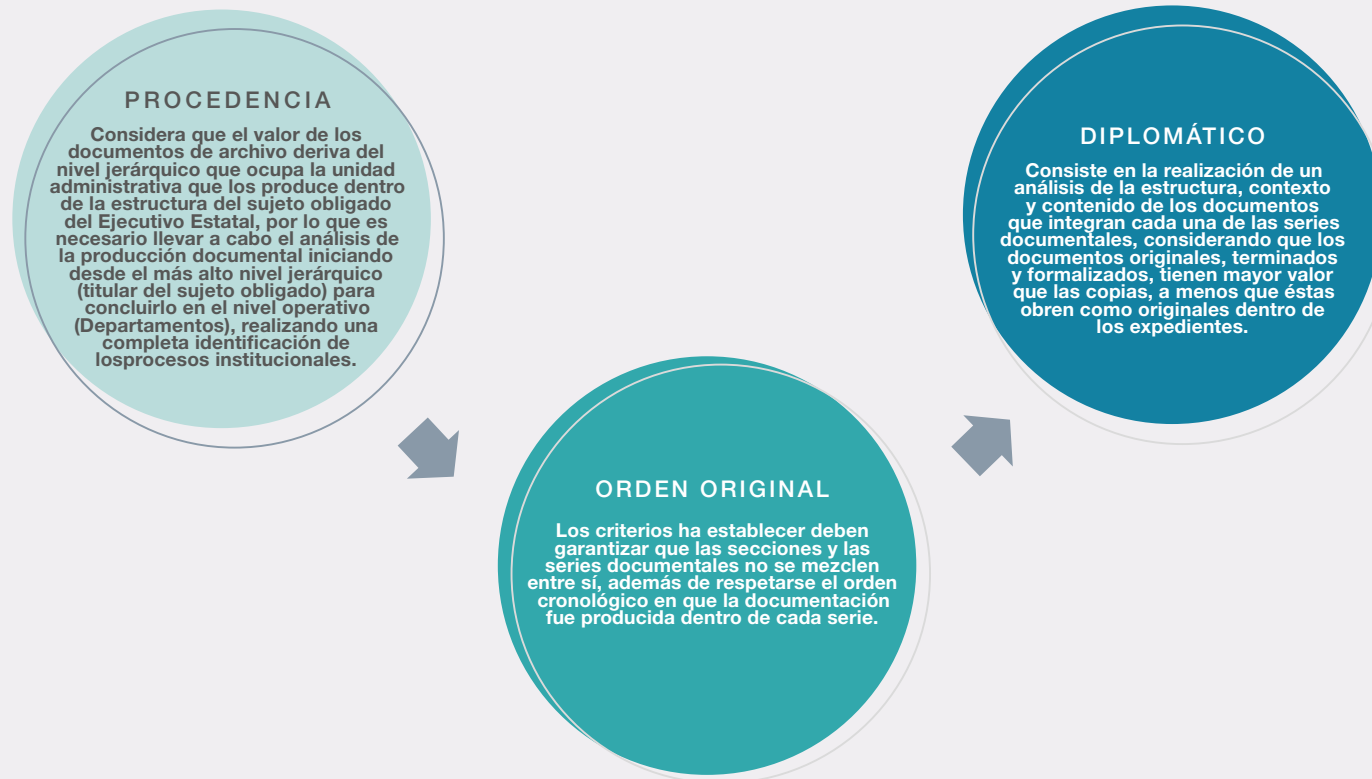 PROCEDENCIA
Considera que el valor de los
documentos de archivo deriva del
nivel jerárquico que ocupa la unidad
administrativa que los produce dentro
de la estructura del sujeto obligado
del Ejecutivo Estatal, por lo que es
necesario llevar a cabo el análisis de
la producción documental iniciando
desde el más alto nivel jerárquico
(titular del sujeto obligado) para
concluirlo en el nivel operativo
(Departamentos), realizando una
completa identificación de
losprocesos institucionales.
ORDEN ORIGINAL
Los criterios ha establecer deben
garantizar que las secciones y las
series documentales no se mezclen
entre sí, además de respetarse el orden
cronológico en que la documentación
fue producida dentro de cada serie.
DIPLOMÁTICO
Consiste en la realización de un
análisis de la estructura, contexto
y contenido de los documentos
que integran cada una de las series
documentales, considerando que los
documentos originales, terminados
y formalizados, tienen mayor valor
que las copias, a menos que éstas
obren como originales dentro de
los expedientes.